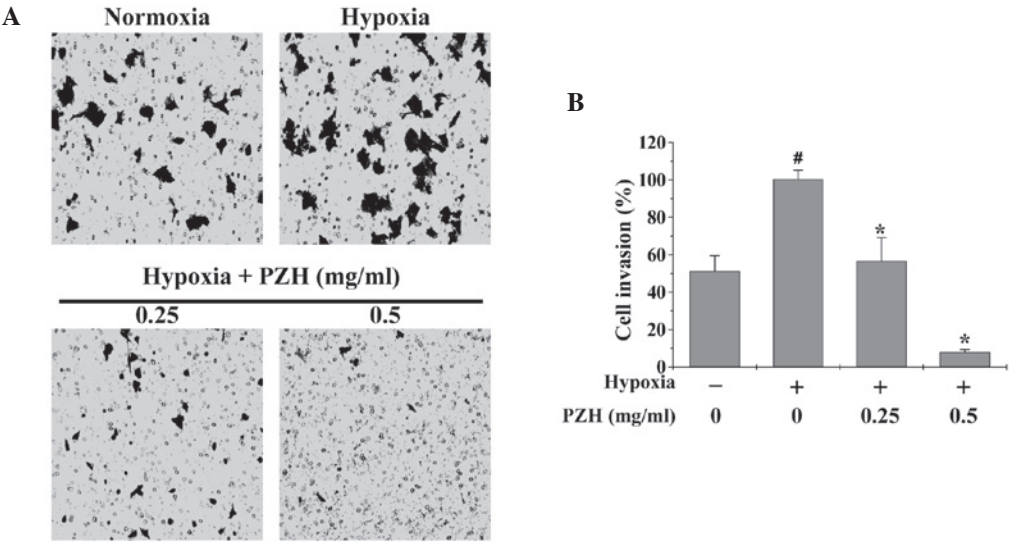 A
Normoxia Hypoxia
Hypoxia + PZH (mg/ml)
0.25 0.5
B
Cell invasion (%)
120
100
80
60
40
20
0
#
*
*
Hypoxia − + + +
PZH (mg/ml) 0 0 0.25 0.5